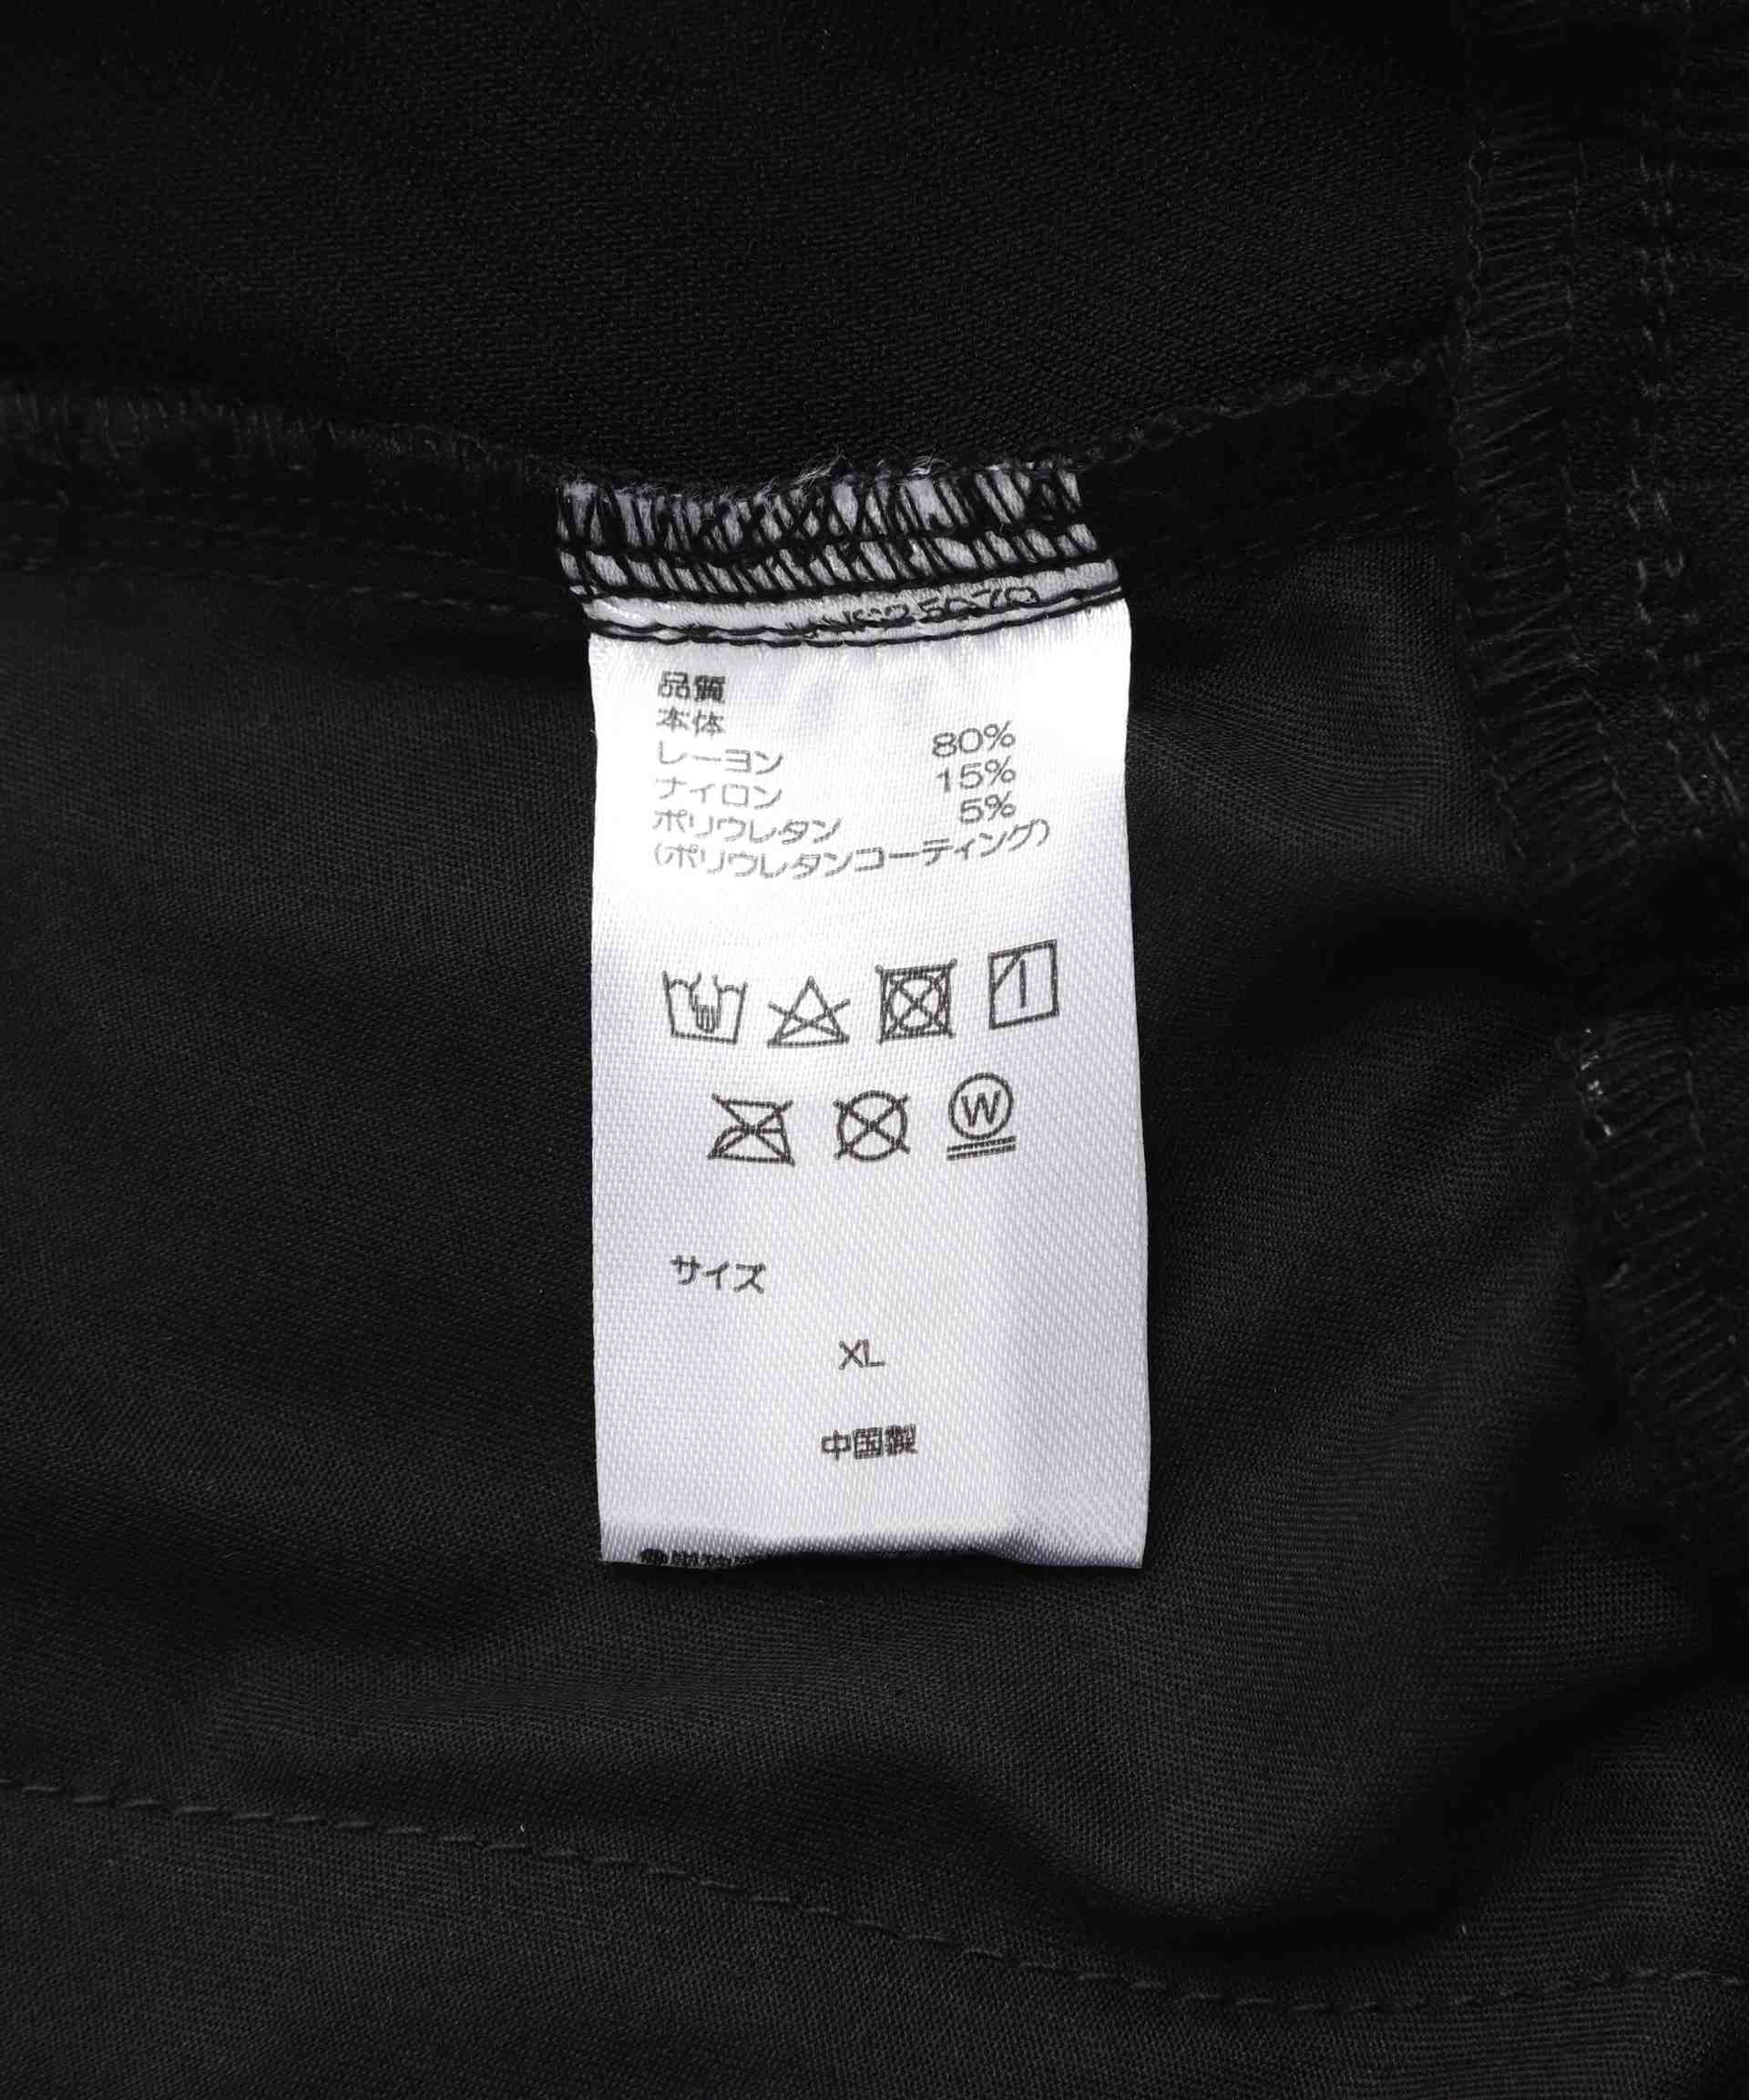 品質
本体
レーヨン 80%
ナイロン 15%
ポリウレタン 5%
(ポリウレタンコーティング)
W
サイズ
XL
中国製